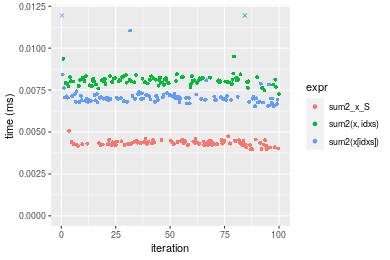 0.0125
0.0100
0.0075
0.0050
0.0025
0.0000
time (ms)
0
25
50
75
100
iteration
expr
sum2_x_S
sum2(x, idxs)
sum2(x[idxs])